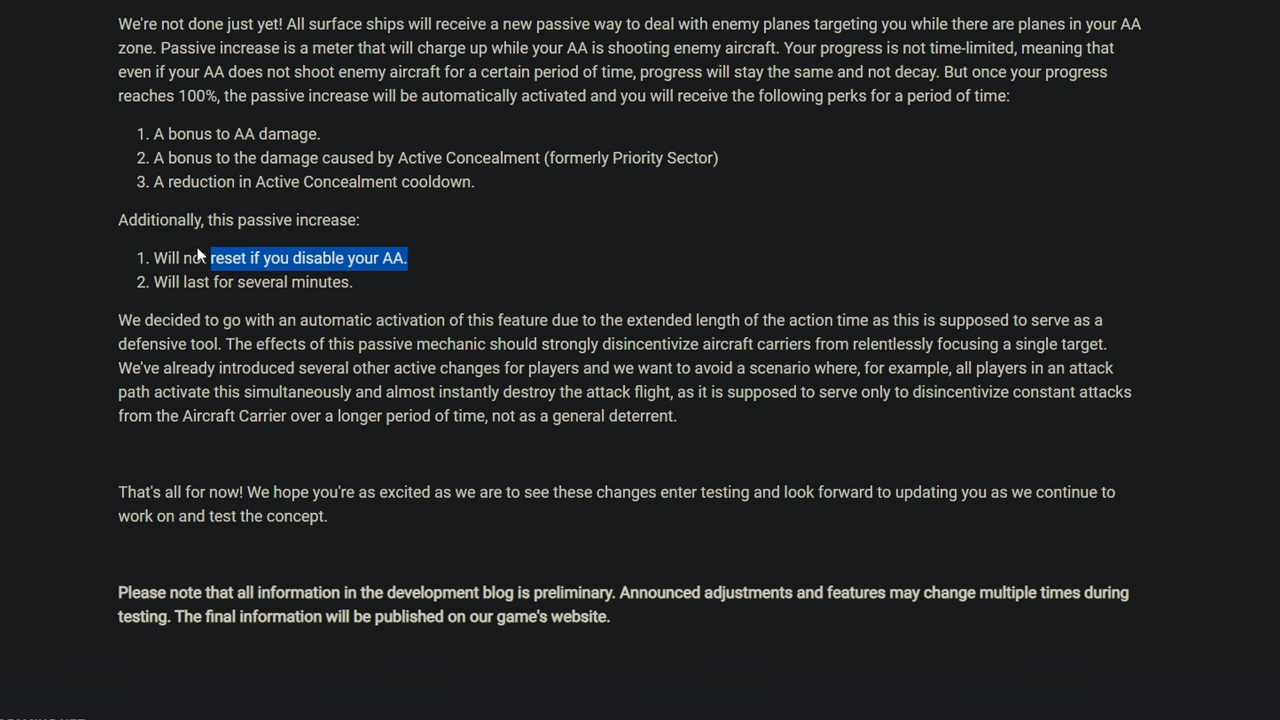 We're not done just yet! All surface ships will receive a new passive way to deal with enemy planes targeting you while there are planes in your AA
zone. Passive increase is a meter that will charge up while your AA is shooting enemy aircraft. Your progress is not time-limited, meaning that
even if your AA does not shoot enemy aircraft for a certain period of time, progress will stay the same and not decay. But once your progress
reaches 100%, the passive increase will be automatically activated and you will receive the following perks for a period of time:
1. A bonus to AA damage.
2. A bonus to the damage caused by Active Concealment (formerly Priority Sector)
3. A reduction in Active Concealment cooldown.
Additionally, this passive increase:
1. Will not reset if you disable your AA.
2. Will last for several minutes.
We decided to go with an automatic activation of this feature due to the extended length of the action time as this is supposed to serve as a
defensive tool. The effects of this passive mechanic should strongly disincentivize aircraft carriers from relentlessly focusing a single target.
We've already introduced several other active changes for players and we want to avoid a scenario where, for example, all players in an attack
path activate this simultaneously and almost instantly destroy the attack flight, as it is supposed to serve only to disincentivize constant attacks
from the Aircraft Carrier over a longer period of time, not as a general deterrent.
That's all for now! We hope you're as excited as we are to see these changes enter testing and look forward to updating you as we continue to
work on and test the concept.
Please note that all information in the development blog is preliminary. Announced adjustments and features may change multiple times during
testing. The final information will be published on our game's website.